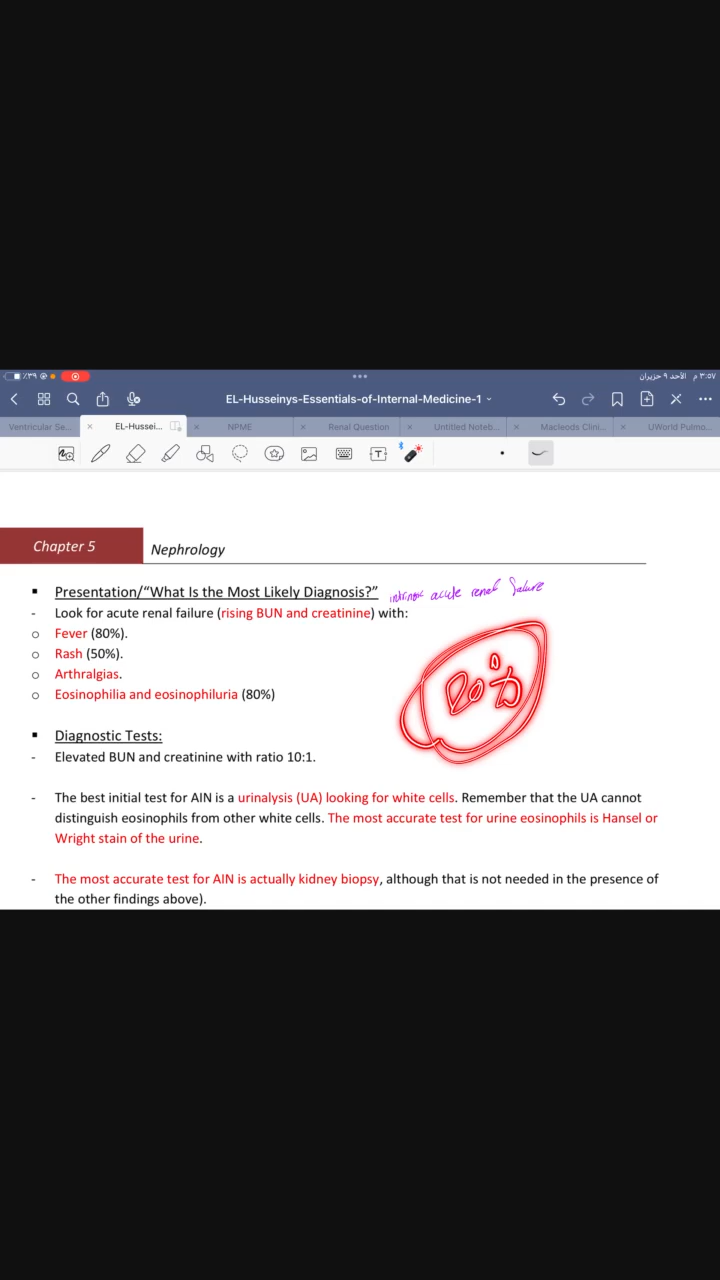 ٪٣٩
٣:٥٧ م الأحد ٩ حزيران
EL-Husseinys-Essentials-of-Internal-Medicine-1
Ventricular Se...
EL-Hussei...
NPME
Renal Question
Untitled Noteb...
Macleods Clini...
UWorld Pulmo...
T
Chapter 5
Nephrology
▪ Presentation/“What Is the Most Likely Diagnosis?” acute renal failure
- Look for acute renal failure (rising BUN and creatinine) with:
o Fever (80%).
o Rash (50%).
o Arthralgias.
o Eosinophilia and eosinophiluria (80%)
▪ Diagnostic Tests:
- Elevated BUN and creatinine with ratio 10:1.
- The best initial test for AIN is a urinalysis (UA) looking for white cells. Remember that the UA cannot
distinguish eosinophils from other white cells. The most accurate test for urine eosinophils is Hansel or
Wright stain of the urine.
- The most accurate test for AIN is actually kidney biopsy, although that is not needed in the presence of
the other findings above).